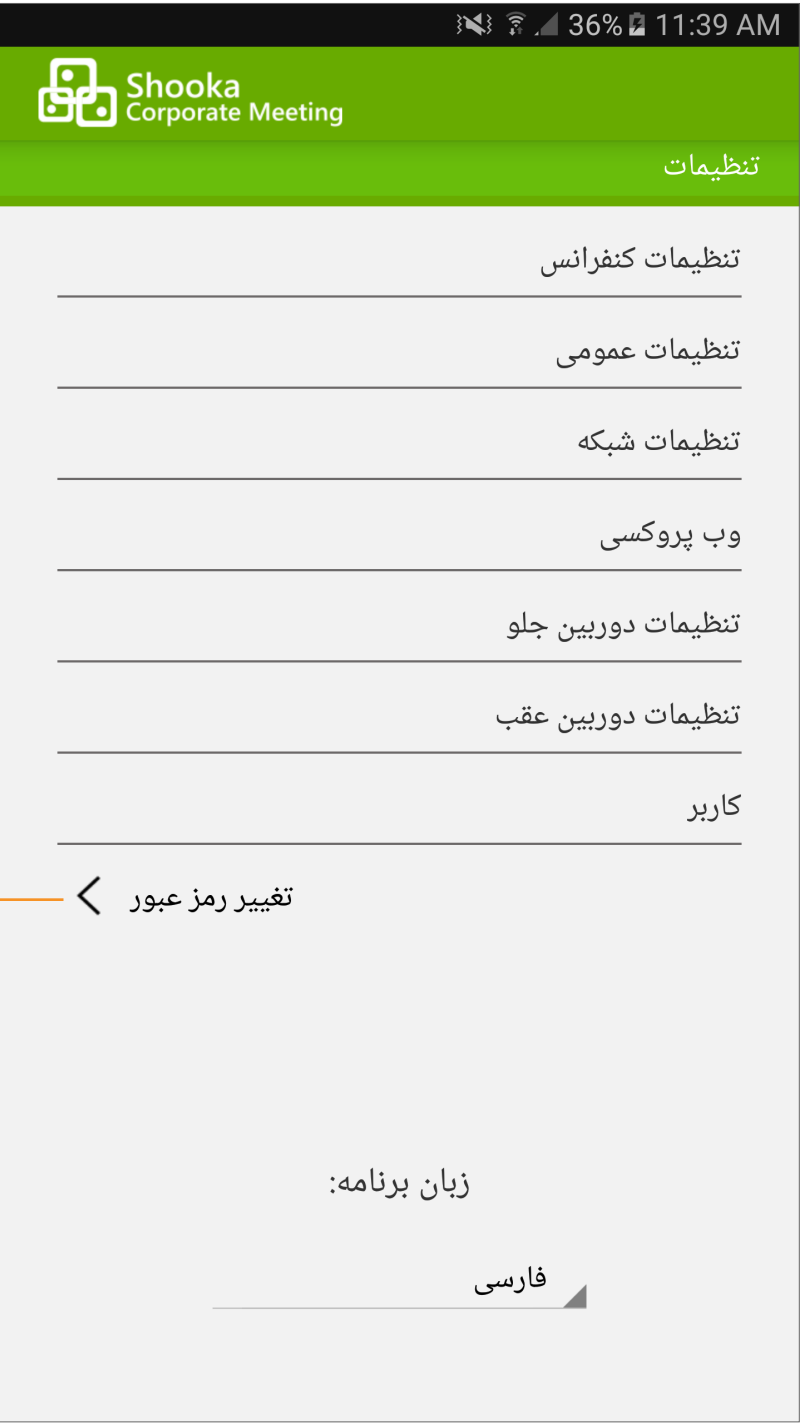 36% 11:39 AM
Shooka
Corporate Meeting
تنظیمات
تنظیمات کنفرانس
تنظیمات عمومی
تنظیمات شبکه
وب پروکسی
تنظیمات دوربین جلو
تنظیمات دوربین عقب
کاربر
تغییر رمز عبور
زبان برنامه:
فارسی